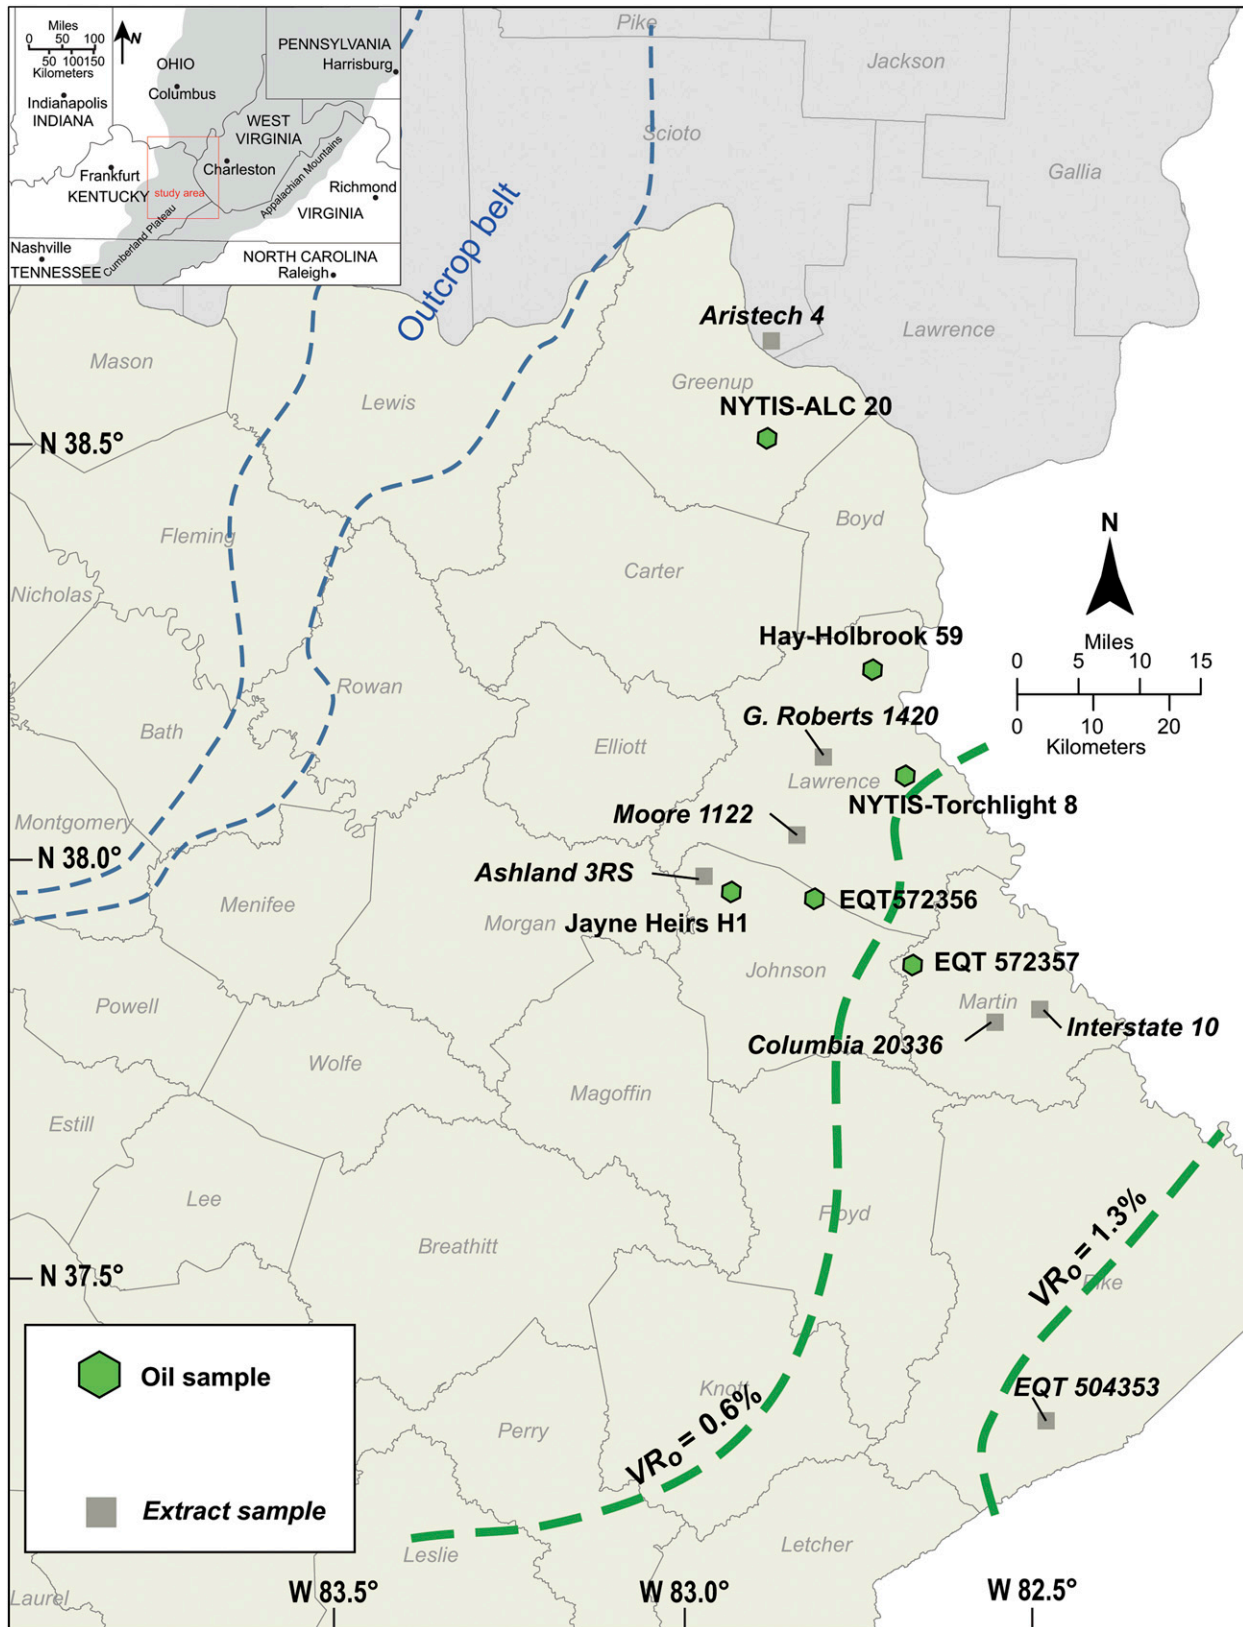 Miles
0 50 100
50 100150
Kilometers
N
PENNSYLVANIA
Harrisburg
OHIO
Columbus
Indianapolis
INDIANA
WEST
VIRGINIA
Charleston
Appalachian Mountains
Frankfurt
KENTUCKY
study area
Richmond
VIRGINIA
Cumberland Plateau
Nashville
TENNESSEE
NORTH CAROLINA
Raleigh
Pike
Jackson
Scioto
Gallia
Outcrop belt
Aristech 4
Lawrence
Mason
Lewis
Greenup
NYTIS-ALC 20
N 38.5°
Boyd
Fleming
Carter
Nicholas
N
Miles
0 5 10 15
0 10 20
Kilometers
Hay-Holbrook 59
Rowan
G. Roberts 1420
Bath
Elliott
Lawrence
NYTIS-Torchlight 8
Montgomery
Moore 1122
N 38.0°
Ashland 3RS
EQT572356
Menifee
Morgan
Jayne Heirs H1
EQT 572357
Johnson
Powell
Martin
Interstate 10
Columbia 20336
Wolfe
Magoffin
Estill
Lee
Floyd
Breathitt
VRo = 1.3%
N 37.5°
Pike
Oil sample
Knott
EQT 504353
Perry
VRo = 0.6%
Extract sample
Leslie
Letcher
Laurel
W 83.5°
W 83.0°
W 82.5°